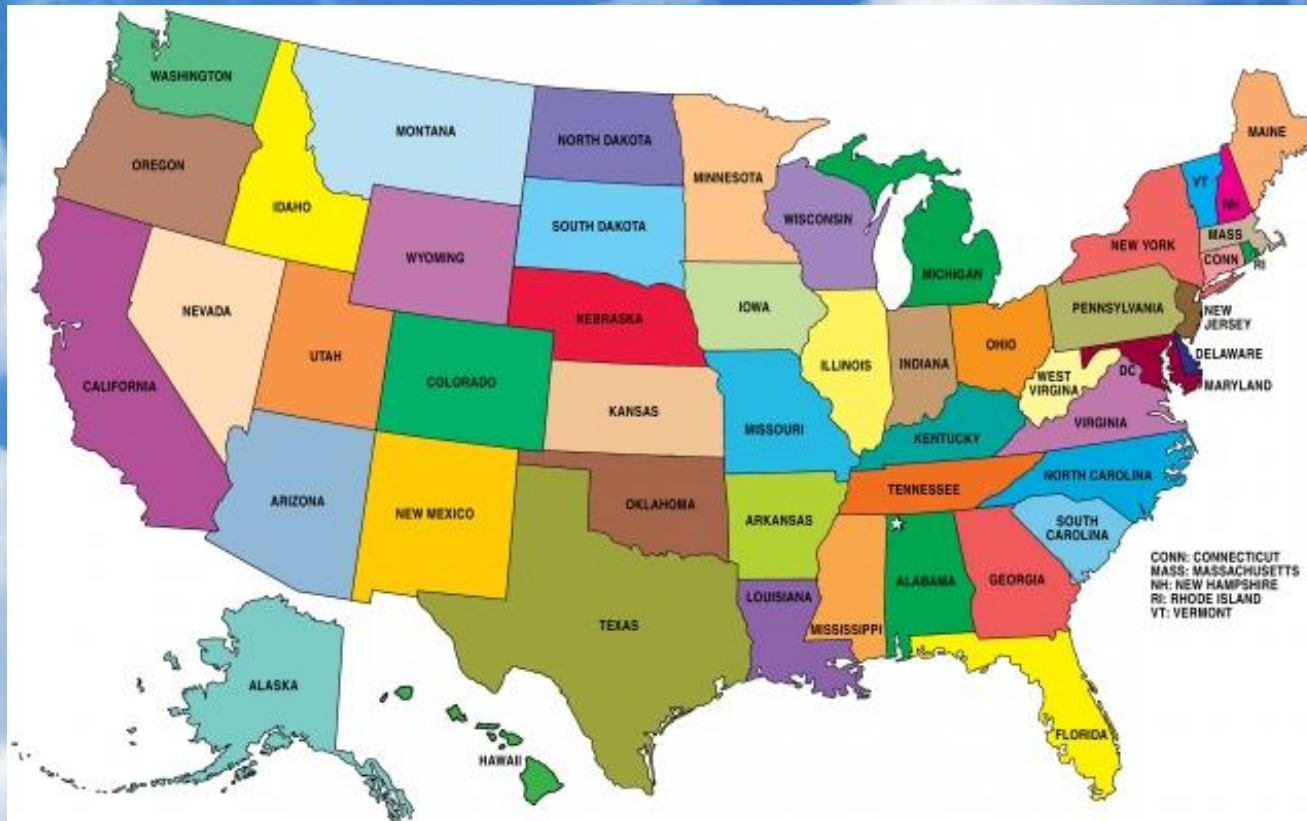 WASHINGTON
OREGON
IDAHO
MONTANA
NORTH DAKOTA
MINNESOTA
SOUTH DAKOTA
WYOMING
WISCONSIN
MICHIGAN
MAINE
VT
NH
NEW YORK
MASS
CONN
RI
NEVADA
UTAH
CALIFORNIA
COLORADO
NEBRASKA
IOWA
ILLINOIS
INDIANA
OHIO
PENNSYLVANIA
NEW
JERSEY
DELAWARE
MARYLAND
DC
WEST
VIRGINA
VIRGINIA
KANSAS
MISSOURI
KENTUCKY
ARIZONA
NEW MEXICO
OKLAHOMA
ARKANSAS
TENNESSEE
NORTH CAROLINA
SOUTH
CAROLINA
TEXAS
LOUISIANA
MISSISSIPPI
ALABAMA
GEORGIA
FLORIDA
ALASKA
HAWAII
CONN: CONNECTICUT
MASS: MASSACHUSETTS
NH: NEW HAMPSHIRE
RI: RHODE ISLAND
VT: VERMONT